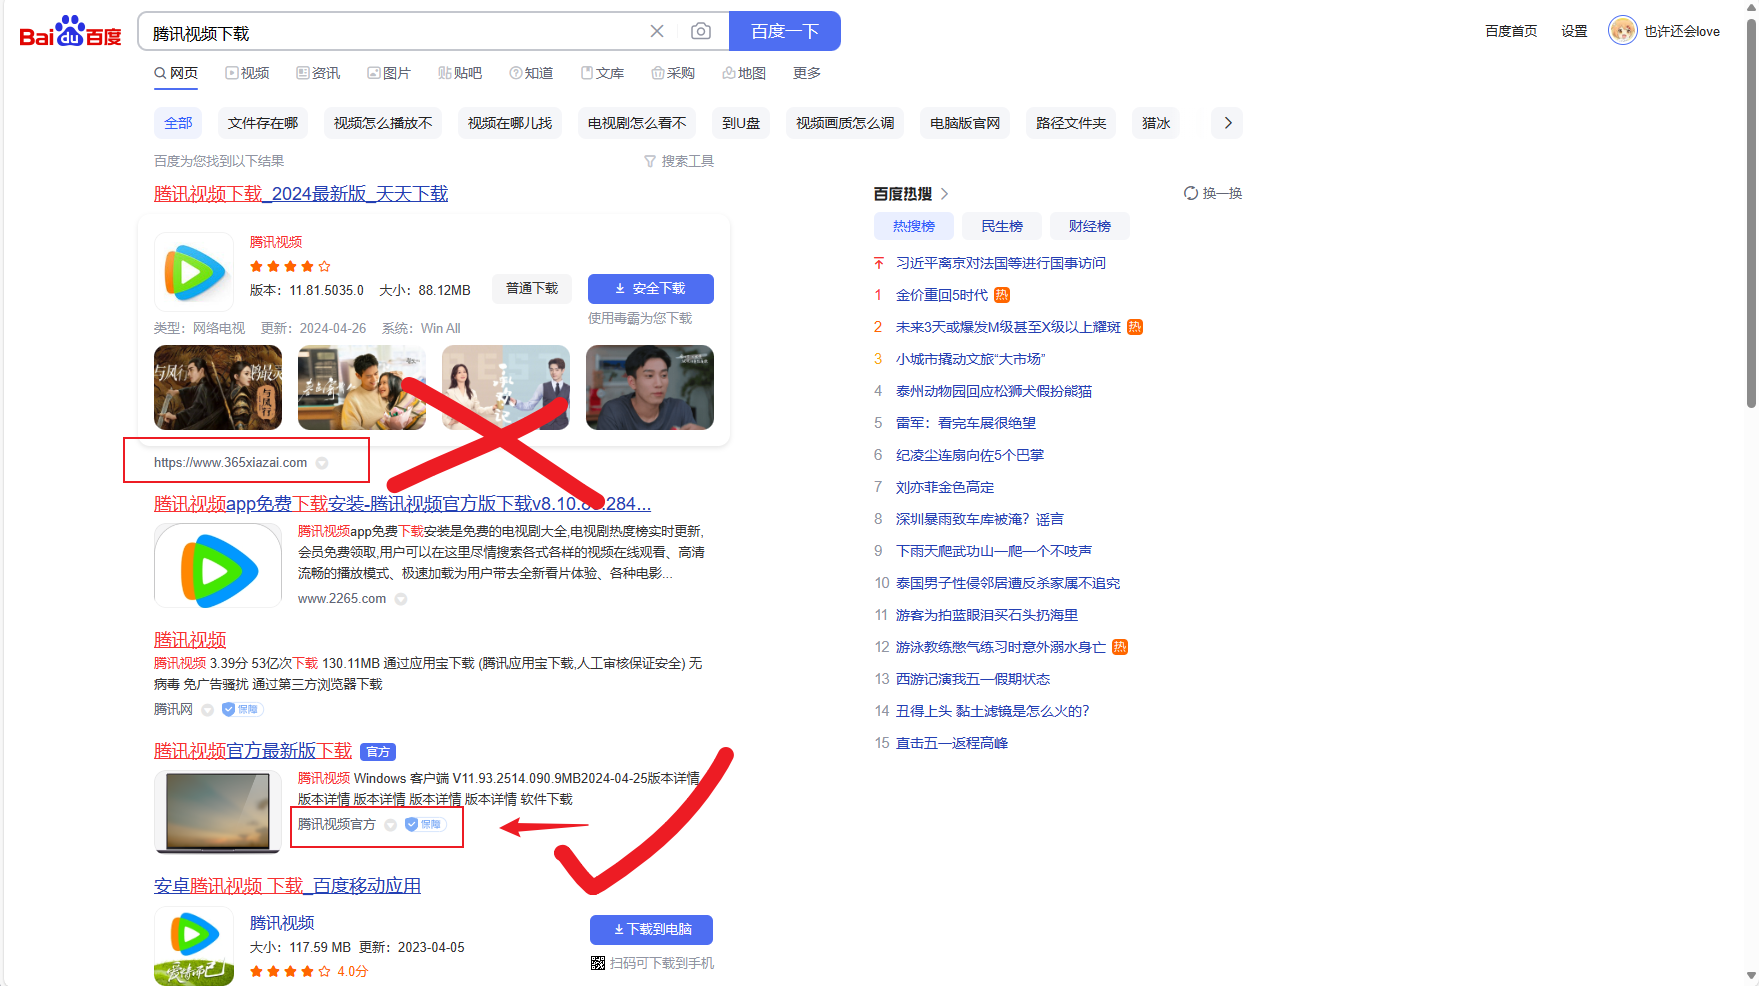 Bai du 百度
腾讯视频下载
百度一下
百度首页 设置 也许还会love
网页 视频 资讯 图片 贴吧 知道 文库 采购 地图 更多
全部 文件存在哪 视频怎么播放不 视频在哪儿找 电视剧怎么看不 到U盘 视频画质怎么调 电脑版官网 路径文件夹 猎冰
百度为您找到以下结果 搜索工具
腾讯视频下载_2024最新版_天天下载
腾讯视频
版本：11.81.5035.0 大小：88.12MB
普通下载
安全下载
使用毒霸为您下载
类型：网络电视 更新：2024-04-26 系统：Win All
与凤行
https://www.365xiazai.com
腾讯视频app免费下载安装-腾讯视频官方版下载v8.10.8 284...
腾讯视频app免费下载安装是免费的电视剧大全,电视剧热度榜实时更新,
会员免费领取,用户可以在这里尽情搜索各式各样的视频在线观看、高清
流畅的播放模式、极速加载为用户带去全新看片体验、各种电影...
www.2265.com
腾讯视频
腾讯视频 3.39分 53亿次下载 130.11MB 通过应用宝下载 (腾讯应用宝下载,人工审核保证安全) 无
病毒 免广告骚扰 通过第三方浏览器下载
腾讯网 保障
腾讯视频官方最新版下载 官方
腾讯视频 Windows 客户端 V11.93.2514.090.9MB2024-04-25版本详情
版本详情 版本详情 版本详情 版本详情 软件下载
腾讯视频官方 保障
安卓腾讯视频 下载_百度移动应用
腾讯视频
大小：117.59 MB 更新：2023-04-05
4.0分
下载到电脑
扫码可下载到手机
百度热搜 换一换
热搜榜 民生榜 财经榜
习近平离京对法国等进行国事访问
1 金价重回5时代 热
2 未来3天或爆发M级甚至X级以上耀斑 热
3 小城市撬动文旅“大市场”
4 泰州动物园回应松狮犬假扮熊猫
5 雷军：看完车展很绝望
6 纪凌尘连扇向佐5个巴掌
7 刘亦菲金色高定
8 深圳暴雨致车库被淹？谣言
9 下雨天爬武功山一爬一个不吱声
10 泰国男子性侵邻居遭反杀家属不追究
11 游客为拍蓝眼泪买石头扔海里
12 游泳教练憋气练习时意外溺水身亡 热
13 西游记演我五一假期状态
14 丑得上头 黏土滤镜是怎么火的？
15 直击五一返程高峰